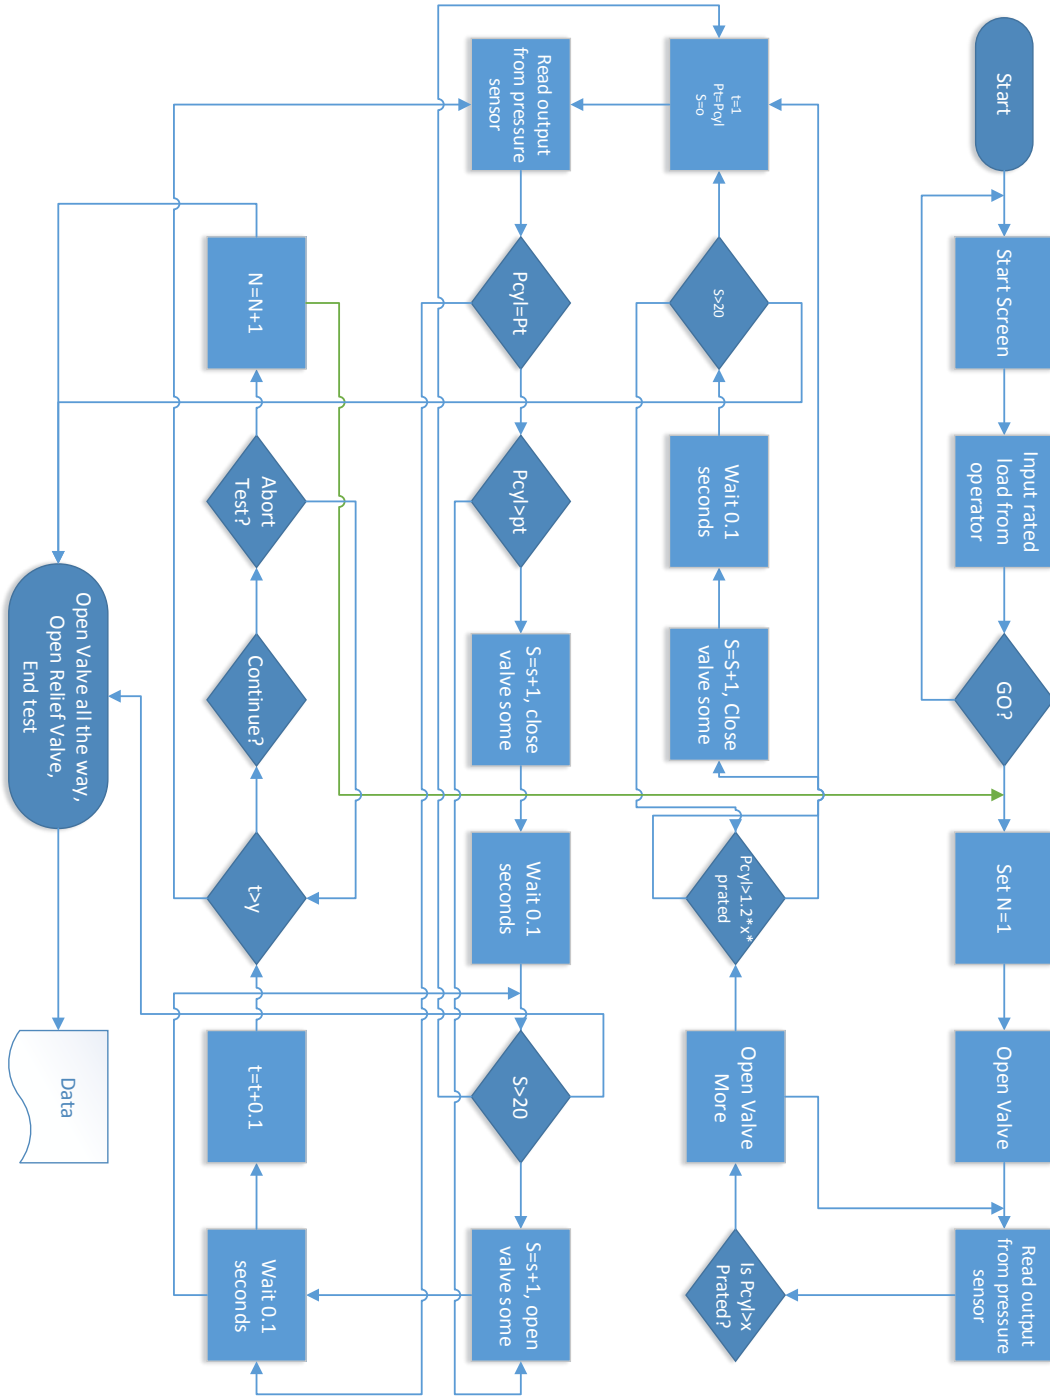 Start
Start Screen
Input rated
load from
operator
GO?
Set N=1
Open Valve
Read output
from pressure
sensor
t=1
Pt=Pcyl
S=o
S>20
Wait 0.1
seconds
S=S+1, Close
valve some
Pcyl>1.2*x*
prated
Open Valve
More
Is Pcyl>x
Prated?
Read output
from pressure
sensor
Pcyl=Pt
Pcyl>pt
S=s+1, close
valve some
Wait 0.1
seconds
S>20
S=s+1, open
valve some
N=N+1
Abort
Test?
Continue?
t>y
t=t+0.1
Wait 0.1
seconds
Open Valve all the way,
Open Relief Valve,
End test
Data